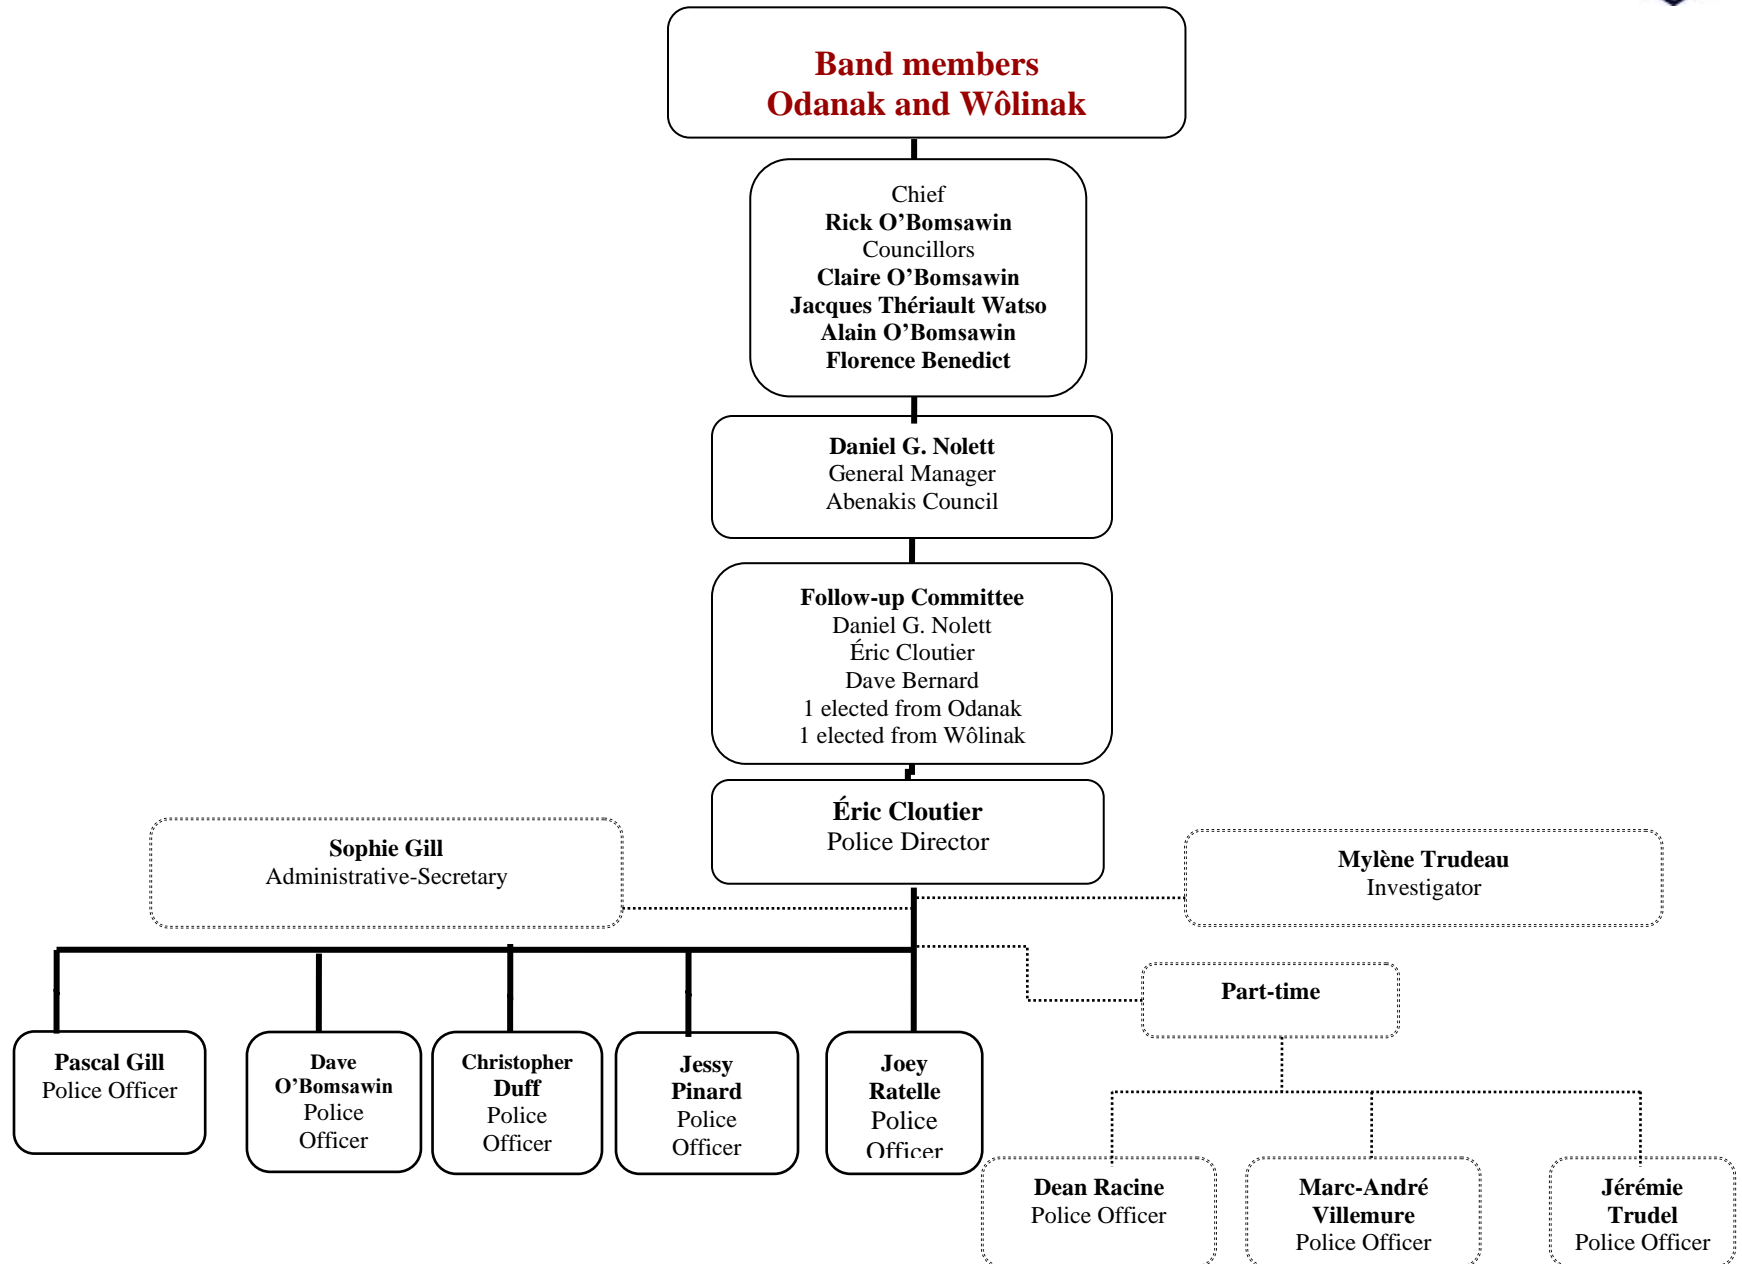 Band members
Odanak and Wôlinak
Chief
Rick O’Bomsawin
Councillors
Claire O’Bomsawin
Jacques Thériault Watso
Alain O’Bomsawin
Florence Benedict
Daniel G. Nolett
General Manager
Abenakis Council
Follow-up Committee
Daniel G. Nolett
Éric Cloutier
Dave Bernard
1 elected from Odanak
1 elected from Wôlinak
Éric Cloutier
Police Director
Sophie Gill
Administrative-Secretary
Mylène Trudeau
Investigator
Part-time
Pascal Gill
Police Officer
Dave
O’Bomsawin
Police
Officer
Christopher
Duff
Police
Officer
Jessy
Pinard
Police
Officer
Joey
Ratelle
Police
Officer
Dean Racine
Police Officer
Marc-André
Villemure
Police Officer
Jérémie
Trudel
Police Officer